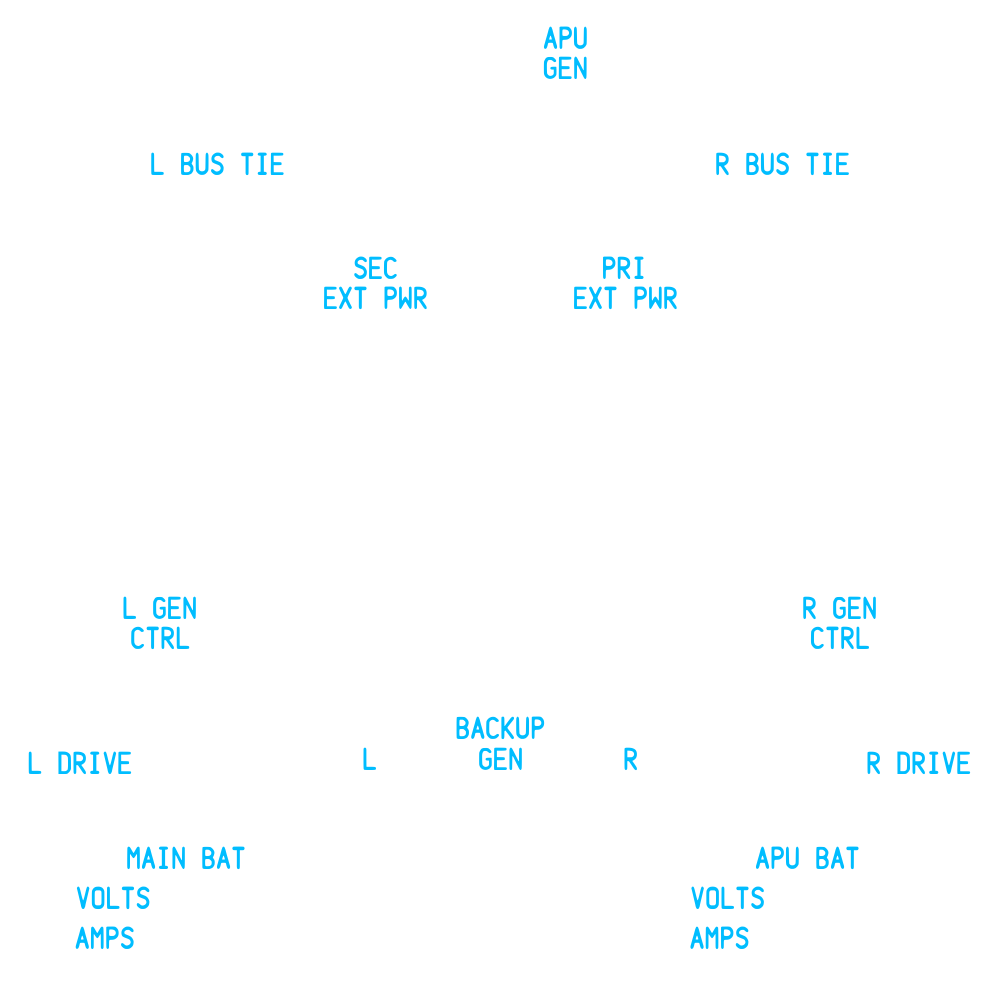 APU
GEN
L BUS TIE
R BUS TIE
SEC
EXT PWR
PRI
EXT PWR
L GEN
CTRL
R GEN
CTRL
BACKUP
L GEN R
L DRIVE
R DRIVE
MAIN BAT
VOLTS
AMPS
APU BAT
VOLTS
AMPS